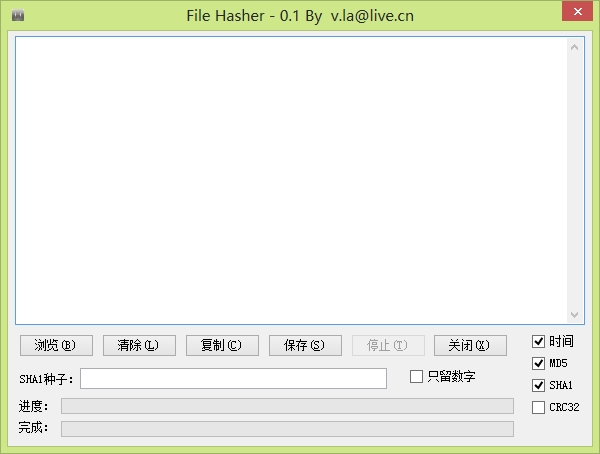 File Hasher - 0.1 By v.la@live.cn
浏览(B) 清除(L) 复制(C) 保存(S) 停止(T) 关闭(X)
时间
MD5
SHA1种子: 只留数字
SHA1
进度:
CRC32
完成: